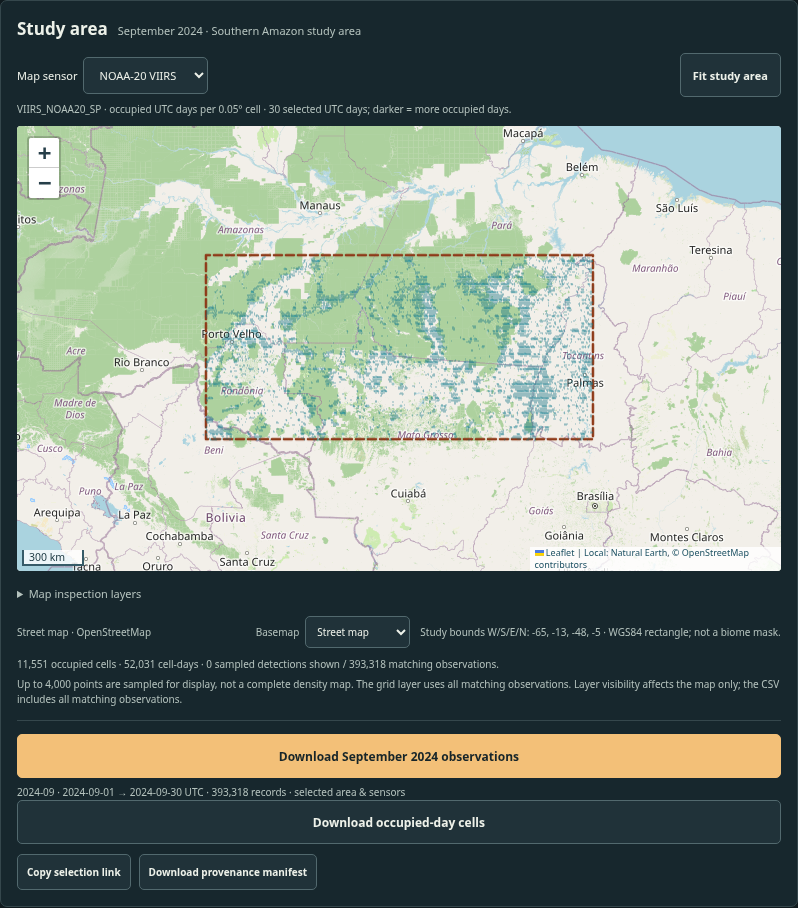 Study area September 2024 · Southern Amazon study area
Map sensor NOAA-20 VIIRS Fit study area
VIIRS_NOAA20_SP · occupied UTC days per 0.05° cell · 30 selected UTC days; darker = more occupied days.
Macapá
+
Belém
−
Manaus
São Luís
itos
Amazonas
Pará
Teresina
Maranhão
Piauí
Porto Velho
Acre
Rio Branco
Tocantins
Palmas
Rondônia
Madre de
Dios
Mato Grosso
Cusco
Beni
Bahia
Puno
La Paz
Cuiabá
Brasília
Arequipa
La Paz
Bolivia
Goiás
Cochabamba
Santa Cruz
Goiânia
Montes Claros
300 km
Leaflet | Local: Natural Earth, © OpenStreetMap
contributors
Tacna
Oruro
Santa Cruz
Map inspection layers
Street map · OpenStreetMap Basemap Street map Study bounds W/S/E/N: -65, -13, -48, -5 · WGS84 rectangle; not a biome mask.
11,551 occupied cells · 52,031 cell-days · 0 sampled detections shown / 393,318 matching observations.
Up to 4,000 points are sampled for display, not a complete density map. The grid layer uses all matching observations. Layer visibility affects the map only; the CSV
includes all matching observations.
Download September 2024 observations
2024-09 · 2024-09-01 → 2024-09-30 UTC · 393,318 records · selected area & sensors
Download occupied-day cells
Copy selection link Download provenance manifest